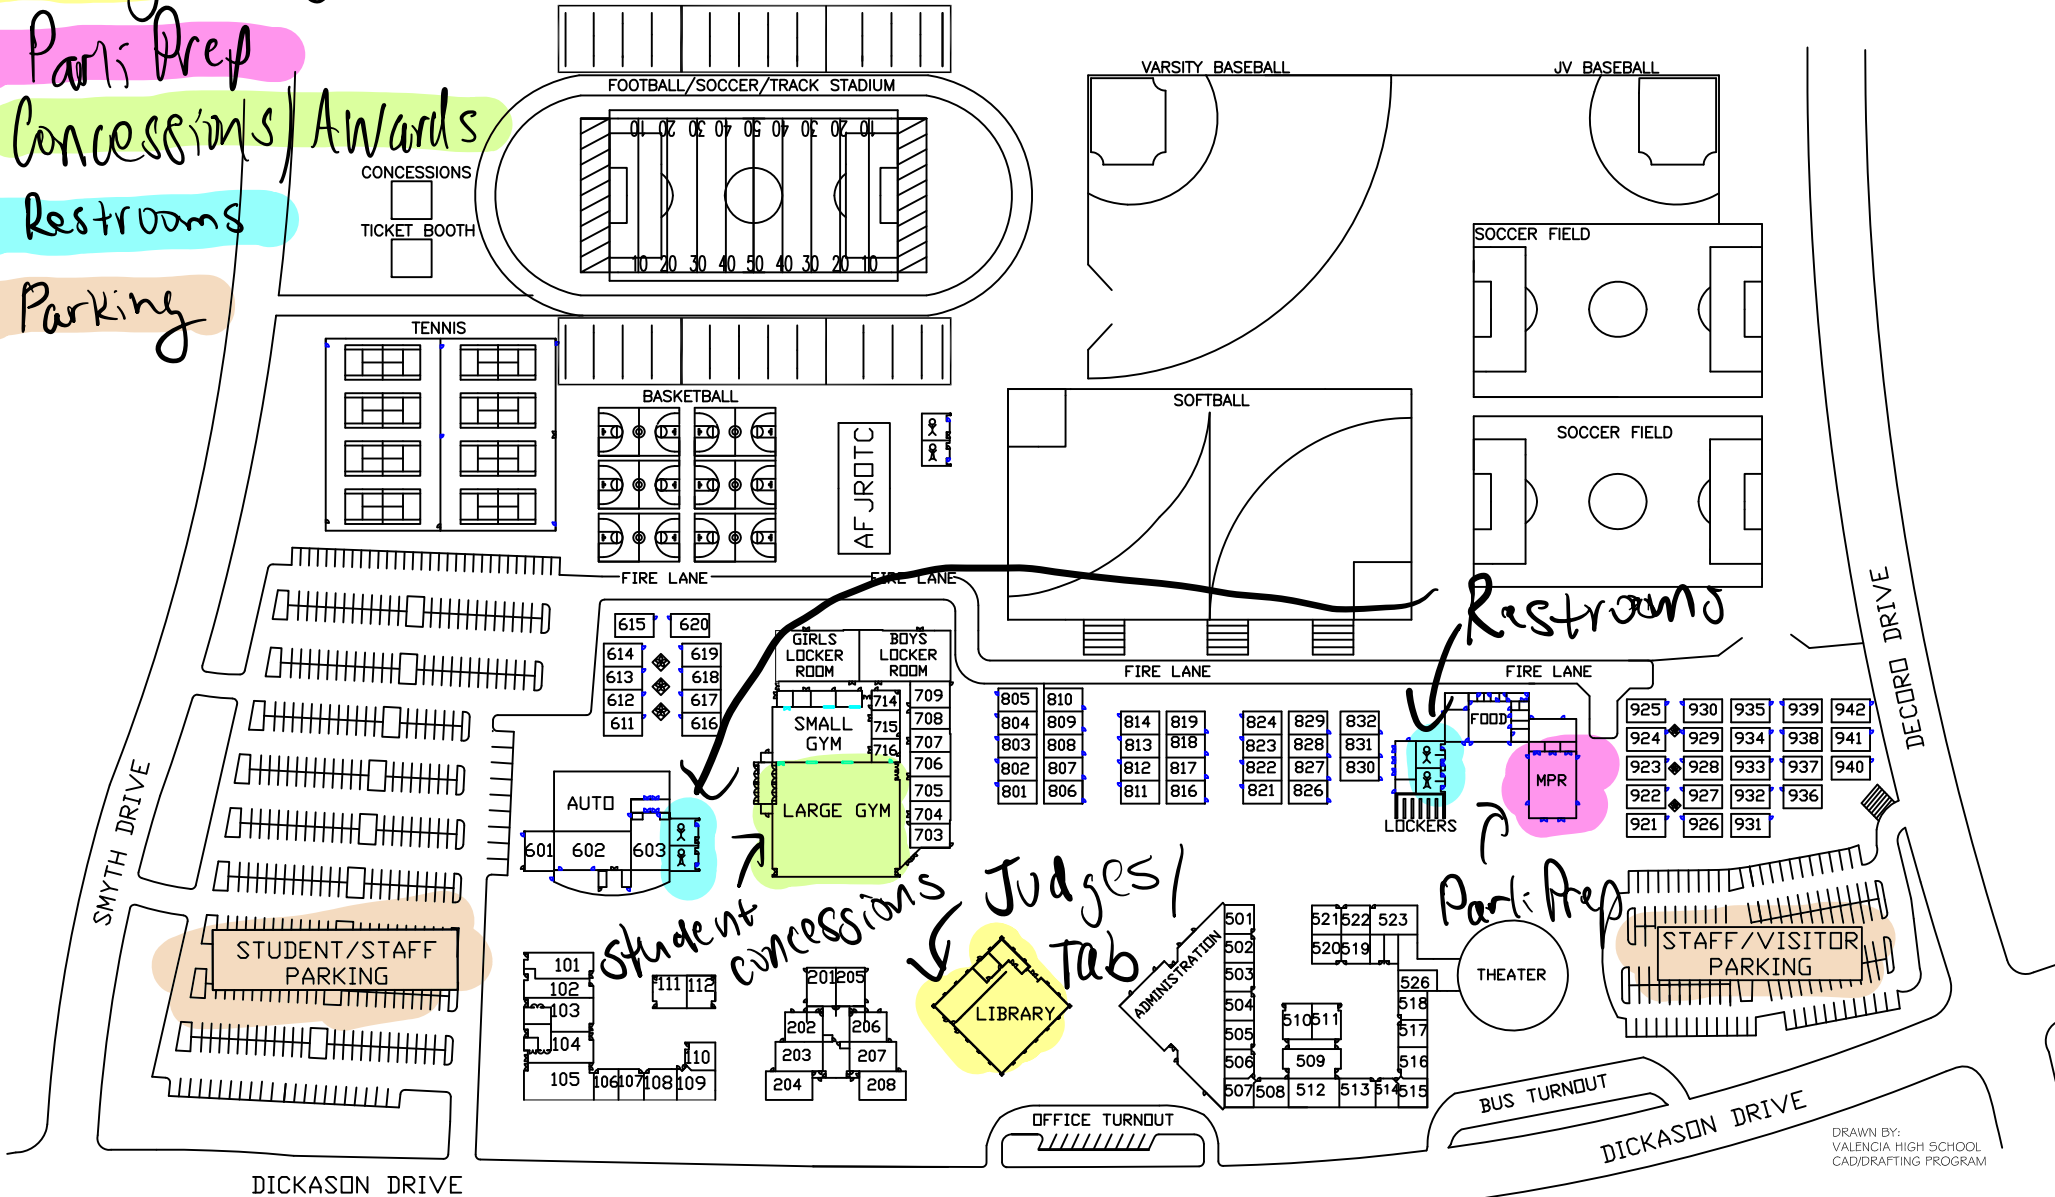 Parli Prep
Concessions/Awards
Restrooms
Parking
FOOTBALL/SOCCER/TRACK STADIUM
10 20 30 40 50 40 30 20 10
10 20 30 40 50 40 30 20 10
CONCESSIONS
TICKET BOOTH
VARSITY BASEBALL
JV BASEBALL
SOCCER FIELD
SOCCER FIELD
TENNIS
BASKETBALL
SOFTBALL
AFJROTC
FIRE LANE
FIRE LANE
FIRE LANE
FIRE LANE
Restrooms
DECORO DRIVE
SMYTH DRIVE
615 620
614 619
613 618
612 617
611 616
GIRLS
LOCKER
ROOM
BOYS
LOCKER
ROOM
SMALL
GYM
LARGE GYM
714
715
716
709
708
707
706
705
704
703
AUTO
601 602 603
805 810
804 809
803 808
802 807
801 806
814 819
813 818
812 817
811 816
824 829 832
823 828 831
822 827 830
821 826
FOOD
MPR
LOCKERS
925 930 935 939 942
924 929 934 938 941
923 928 933 937 940
922 927 932 936
921 926 931
student
concessions
Judges/
Tab
Parli Prep
STUDENT/STAFF
PARKING
STAFF/VISITOR
PARKING
101
102
103
104
105
106 107 108 109
110
111 112
201 205
202 206
203 207
204 208
LIBRARY
ADMINISTRATION
501
502
503
504
505
506
507 508
509
510 511
512 513 514 515
516
517
518
526
521 522 523
520 519
THEATER
OFFICE TURNOUT
BUS TURNOUT
DICKASON DRIVE
DICKASON DRIVE
DRAWN BY:
VALENCIA HIGH SCHOOL
CAD/DRAFTING PROGRAM